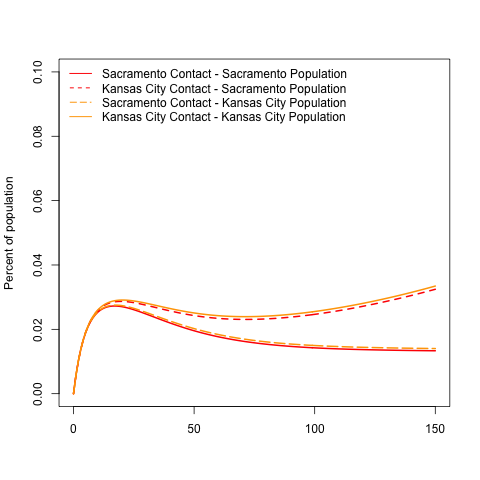 Sacramento Contact - Sacramento Population
Kansas City Contact - Sacramento Population
Sacramento Contact - Kansas City Population
Kansas City Contact - Kansas City Population
Percent of population
0.10
0.08
0.06
0.04
0.02
0.00
0 50 100 150